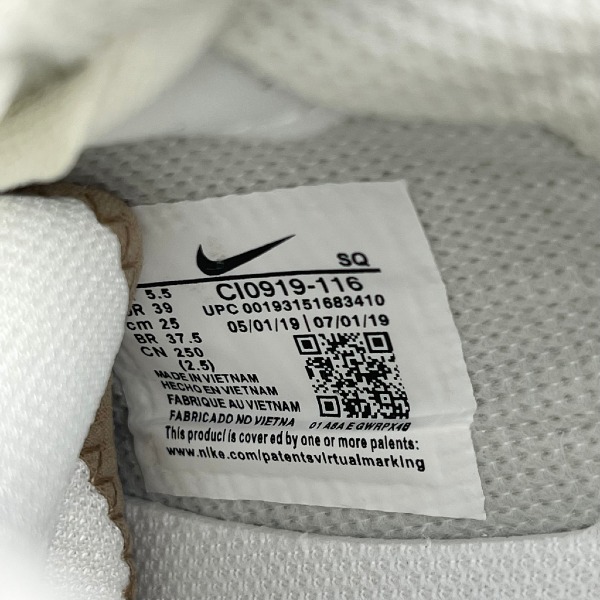 SQ
CI0919-116
UPC 00193151683410
05/01/19 07/01/19
5.5
39
cm 25
BR 37.5
CN 250
(2.5)
MADE IN VIETNAM
HECHO EN VIETNAM
FABRIQUE AU VIETNAM
FABRICADO NO VIETNA
01 A8A E GWRPX4B
This product is covered by one or more patents:
www.nike.com/patentsvirtualmarking